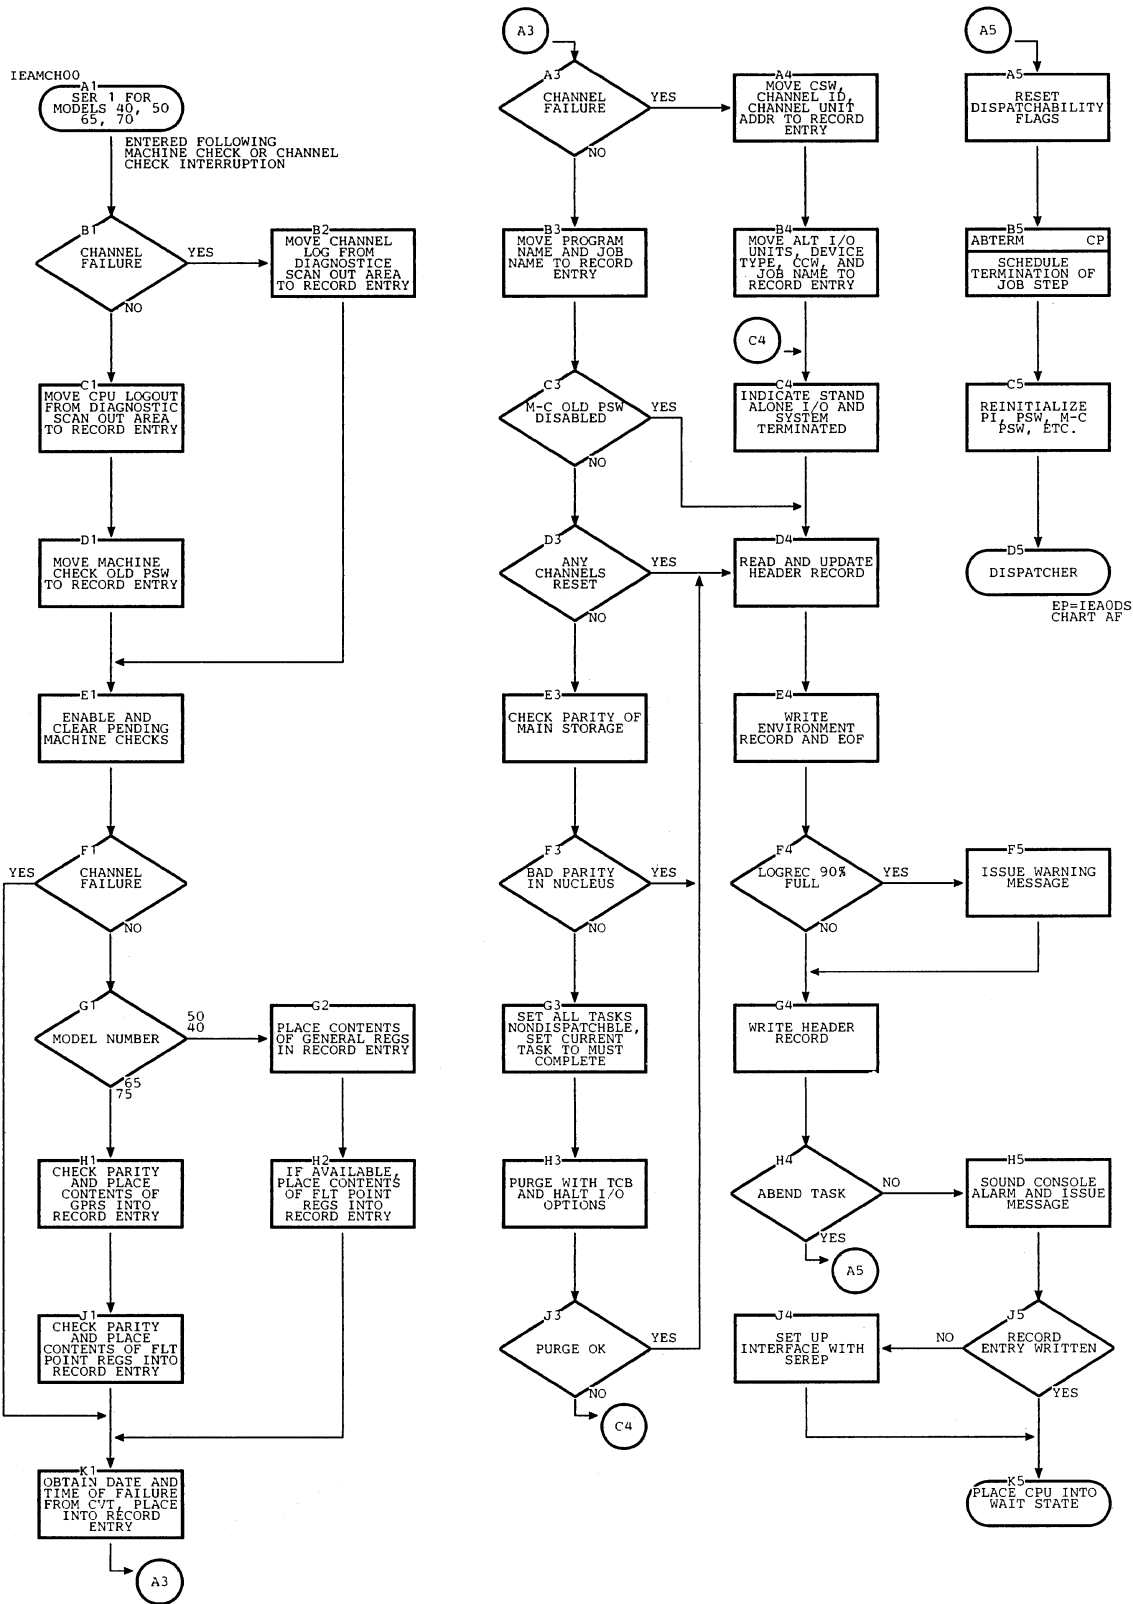 IEAMCH00
A1
SER 1 FOR
MODELS 40, 50
65, 70
ENTERED FOLLOWING
MACHINE CHECK OR CHANNEL
CHECK INTERRUPTION
B1
CHANNEL
FAILURE
YES
NO
B2
MOVE CHANNEL
LOG FROM
DIAGNOSTICE
SCAN OUT AREA
TO RECORD ENTRY
C1
MOVE CPU LOGOUT
FROM DIAGNOSTIC
SCAN OUT AREA
TO RECORD ENTRY
D1
MOVE MACHINE
CHECK OLD PSW
TO RECORD ENTRY
E1
ENABLE AND
CLEAR PENDING
MACHINE CHECKS
F1
CHANNEL
FAILURE
YES
NO
G1
MODEL NUMBER
50
40
65
75
G2
PLACE CONTENTS
OF GENERAL REGS
IN RECORD ENTRY
H1
CHECK PARITY
AND PLACE
CONTENTS OF
GPRS INTO
RECORD ENTRY
H2
IF AVAILABLE,
PLACE CONTENTS
OF FLT POINT
REGS INTO
RECORD ENTRY
J1
CHECK PARITY
AND PLACE
CONTENTS OF FLT
POINT REGS INTO
RECORD ENTRY
K1
OBTAIN DATE AND
TIME OF FAILURE
FROM CVT, PLACE
INTO RECORD
ENTRY
A3
A3
A3
CHANNEL
FAILURE
YES
NO
B3
MOVE PROGRAM
NAME AND JOB
NAME TO RECORD
ENTRY
C3
M-C OLD PSW
DISABLED
YES
NO
D3
ANY
CHANNELS
RESET
YES
NO
E3
CHECK PARITY OF
MAIN STORAGE
F3
BAD PARITY
IN NUCLEUS
YES
NO
G3
SET ALL TASKS
NONDISPATCHBLE,
SET CURRENT
TASK TO MUST
COMPLETE
H3
PURGE WITH TCB
AND HALT I/O
OPTIONS
J3
PURGE OK
YES
NO
C4
A4
MOVE CSW,
CHANNEL ID,
CHANNEL UNIT
ADDR TO RECORD
ENTRY
B4
MOVE ALT I/O
UNITS, DEVICE
TYPE, CCW, AND
JOB NAME TO
RECORD ENTRY
C4
C4
INDICATE STAND
ALONE I/O AND
SYSTEM
TERMINATED
D4
READ AND UPDATE
HEADER RECORD
E4
WRITE
ENVIRONMENT
RECORD AND EOF
F4
LOGREC 90%
FULL
YES
NO
F5
ISSUE WARNING
MESSAGE
G4
WRITE HEADER
RECORD
H4
ABEND TASK
NO
YES
A5
H5
SOUND CONSOLE
ALARM AND ISSUE
MESSAGE
J4
SET UP
INTERFACE WITH
SEREP
J5
RECORD
ENTRY WRITTEN
NO
YES
K5
PLACE CPU INTO
WAIT STATE
A5
A5
RESET
DISPATCHABILITY
FLAGS
B5
ABTERM CP
SCHEDULE
TERMINATION OF
JOB STEP
C5
REINITIALIZE
PI, PSW, M-C
PSW, ETC.
D5
DISPATCHER
EP=IEA0DS
CHART AF